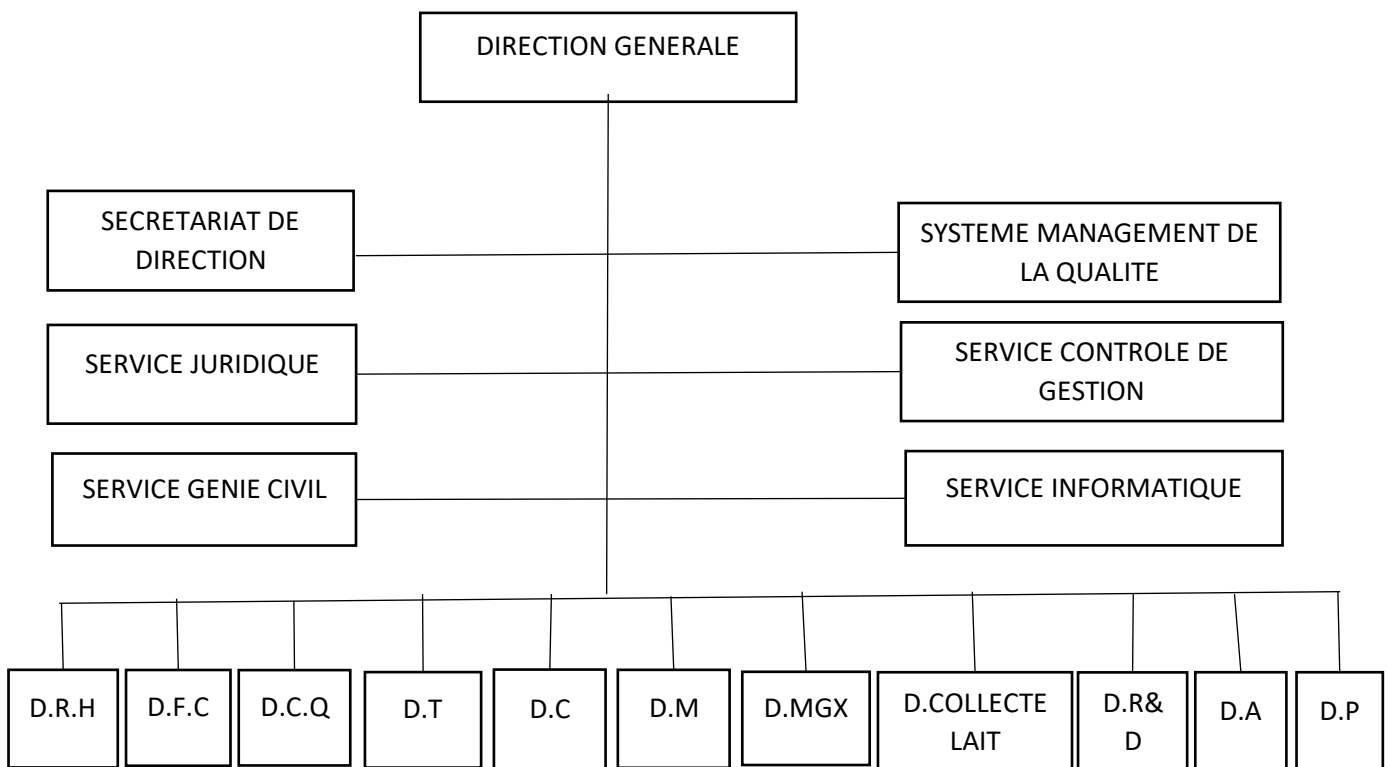 DIRECTION GENERALE
SECRETARIAT DE
DIRECTION
SYSTEME MANAGEMENT DE
LA QUALITE
SERVICE JURIDIQUE
SERVICE CONTROLE DE
GESTION
SERVICE GENIE CIVIL
SERVICE INFORMATIQUE
D.R.H
D.F.C
D.C.Q
D.T
D.C
D.M
D.MGX
D.COLLECTE
LAIT
D.R&
D
D.A
D.P